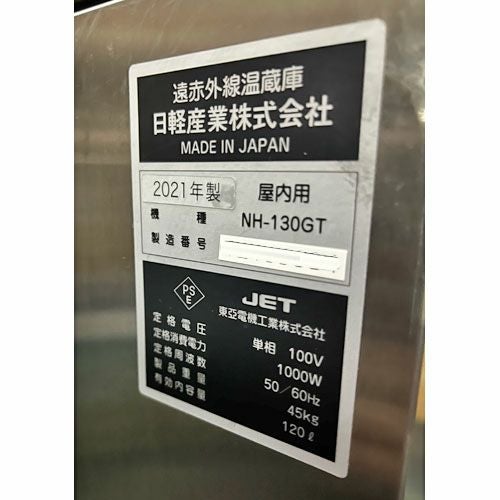 遠赤外線温蔵庫
日軽産業株式会社
MADE IN JAPAN
2021年製 屋内用
機種 NH-130GT
製造番号
PS E JET
東亞電機工業株式会社
定格電圧 単相 100V
定格消費電力 1000W
定格周波数 50/60Hz
製品重量 45kg
有効内容量 120ℓ